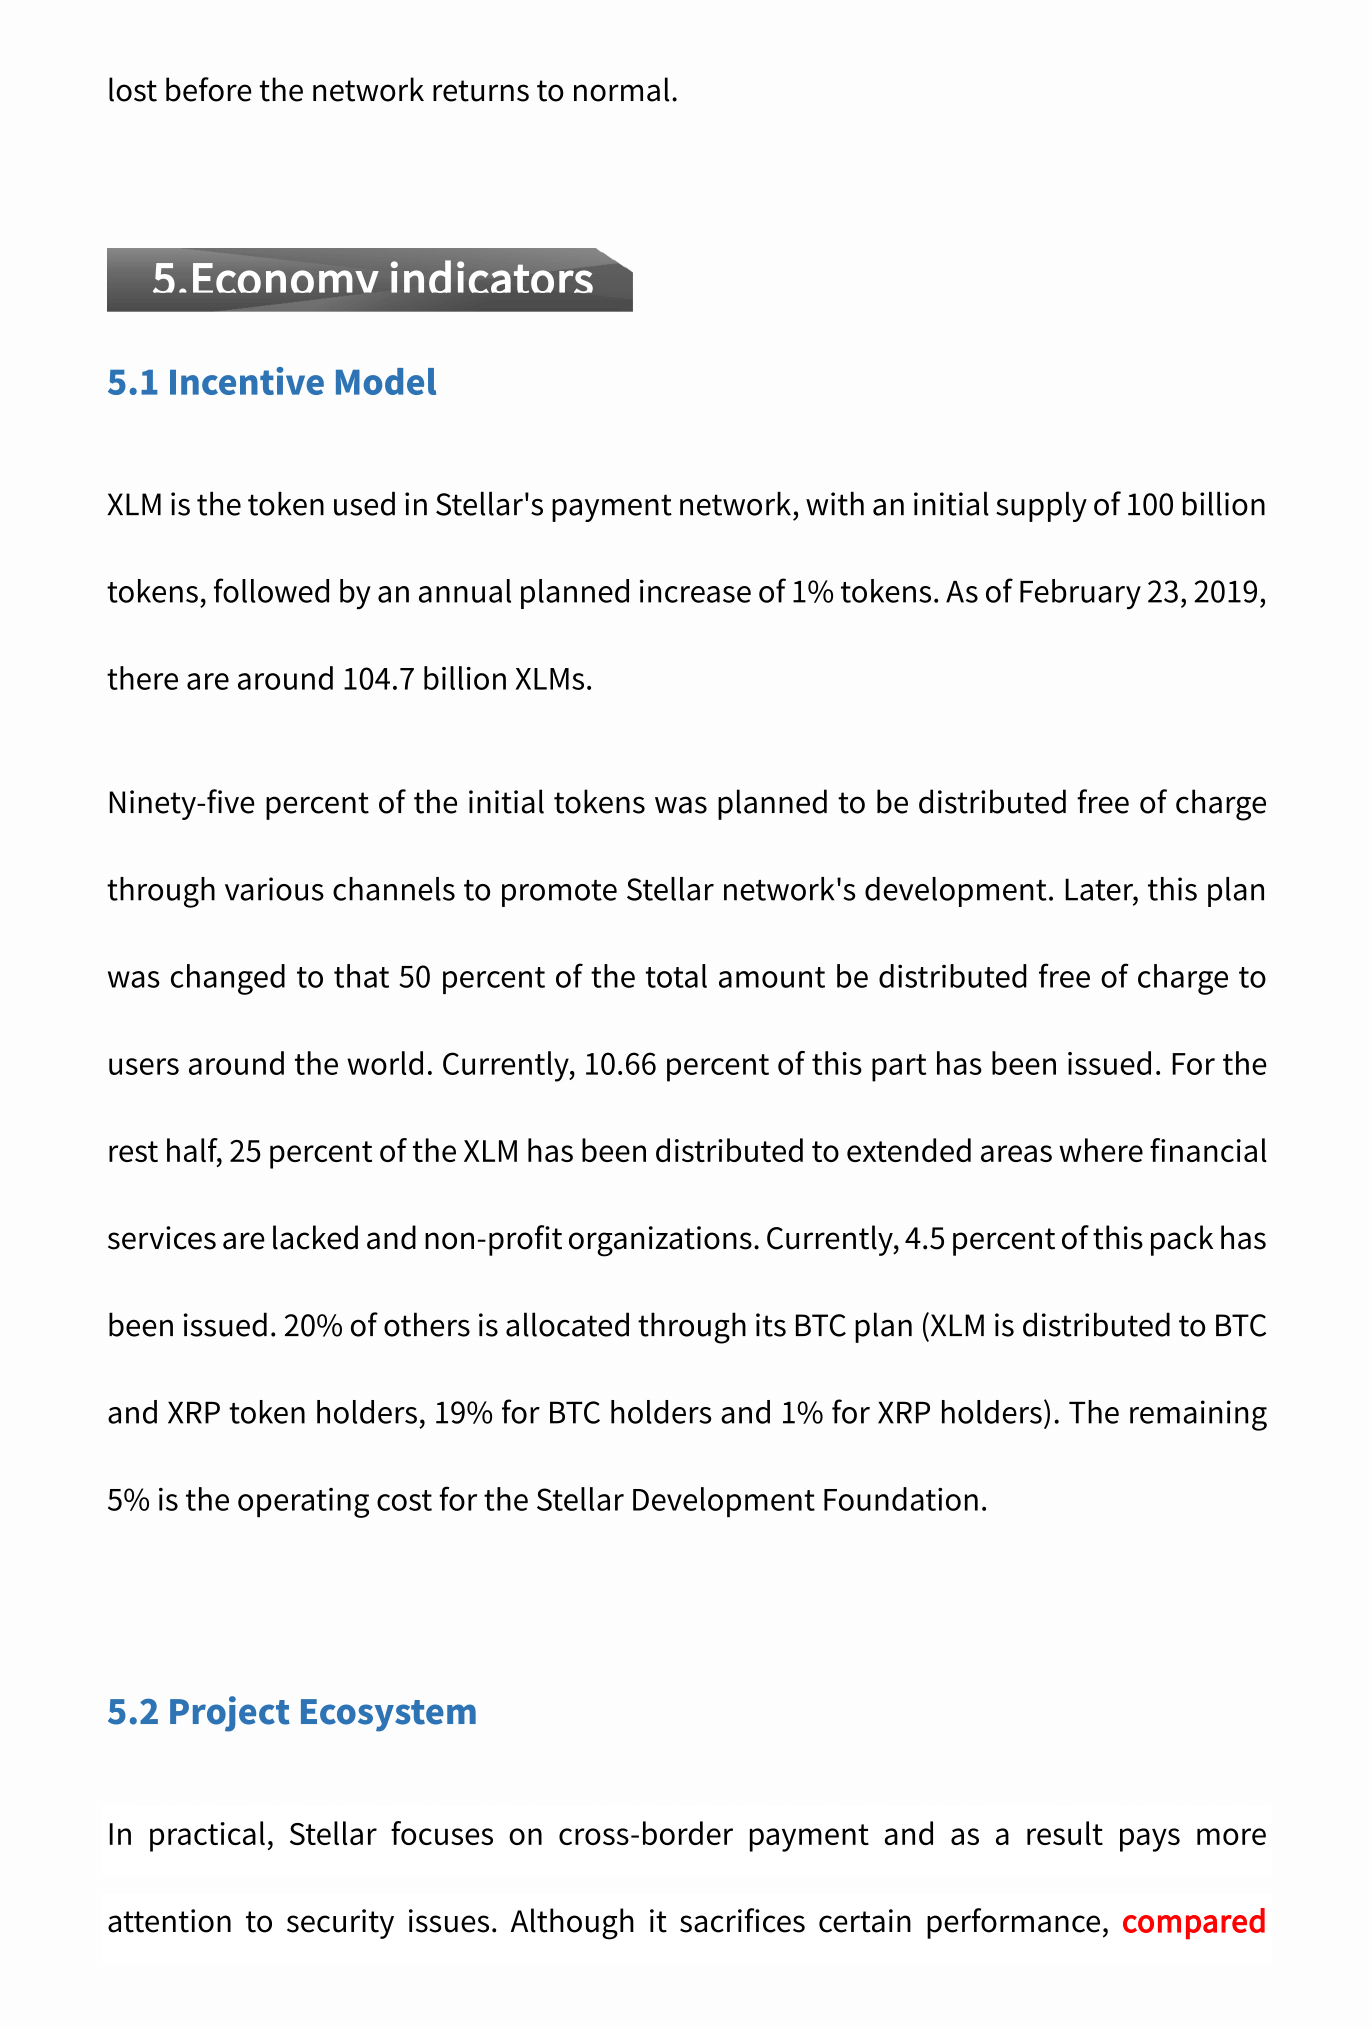 lost before the network returns to normal.
5.Economy indicators
5.1 Incentive Model
XLM is the token used in Stellar's payment network, with an initial supply of 100 billion
tokens, followed by an annual planned increase of 1% tokens. As of February 23, 2019,
there are around 104.7 billion XLMs.
Ninety-five percent of the initial tokens was planned to be distributed free of charge
through various channels to promote Stellar network's development. Later, this plan
was changed to that 50 percent of the total amount be distributed free of charge to
users around the world. Currently, 10.66 percent of this part has been issued. For the
rest half, 25 percent of the XLM has been distributed to extended areas where financial
services are lacked and non-profit organizations. Currently, 4.5 percent of this pack has
been issued. 20% of others is allocated through its BTC plan (XLM is distributed to BTC
and XRP token holders, 19% for BTC holders and 1% for XRP holders). The remaining
5% is the operating cost for the Stellar Development Foundation.
5.2 Project Ecosystem
In practical, Stellar focuses on cross-border payment and as a result pays more
attention to security issues. Although it sacrifices certain performance, compared